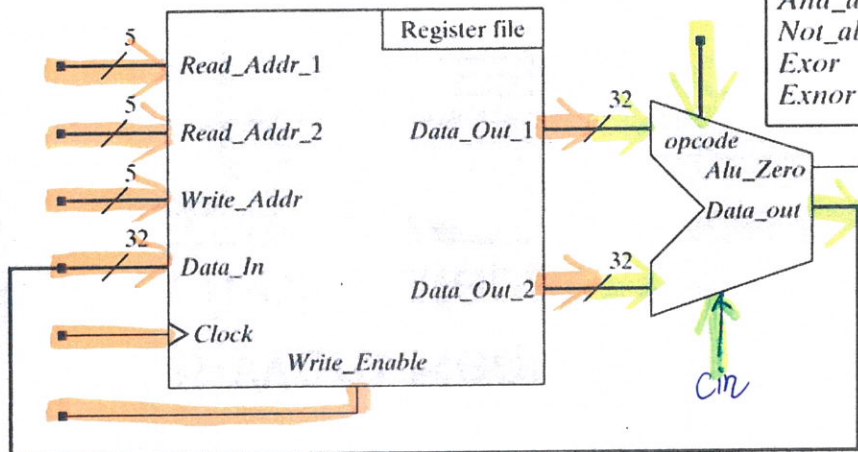 Register file
Not_al
Exor
Exnor
5
Read_Addr_1
5
Read_Addr_2
5
Write_Addr
32
Data_In
Clock
Write_Enable
Data_Out_1
32
Data_Out_2
32
opcode
Alu_Zero
Data_out
Cin